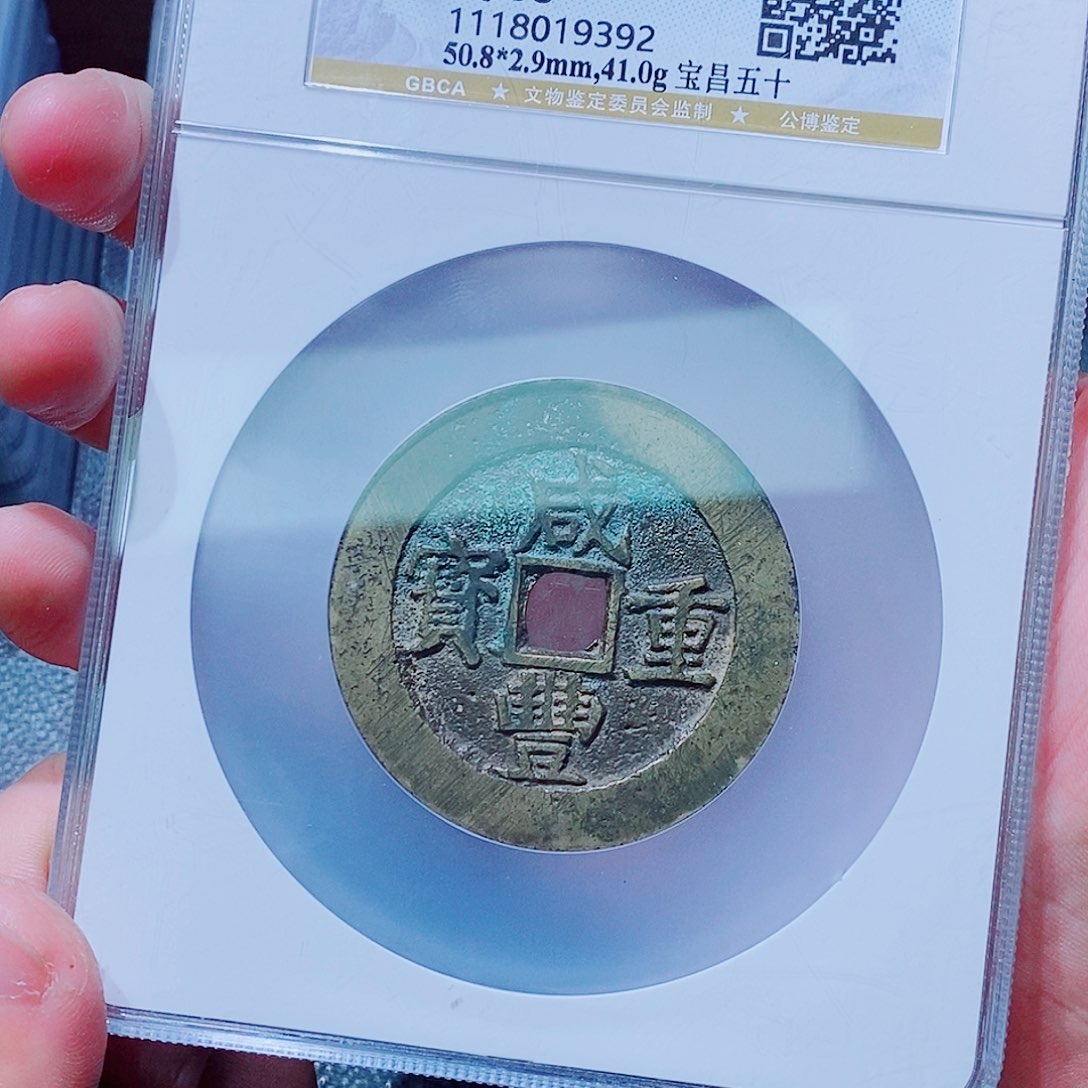 1118019392
50.8*2.9mm,41.0g 宝昌五十
GBCA ★ 文物鉴定委员会监制 ★ 公博鉴定
咸
豐
重
寶